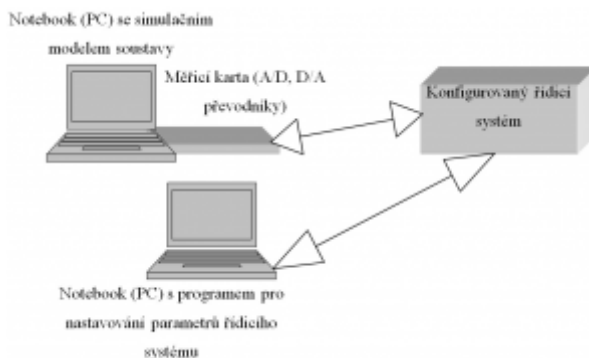 Notebook (PC) se simulačním
modelem soustavy
Měřicí karta (A/D, D/A
převodníky)
Konfigurovaný řídicí
systém
Notebook (PC) s programem pro
nastavování parametrů řídicího
systému